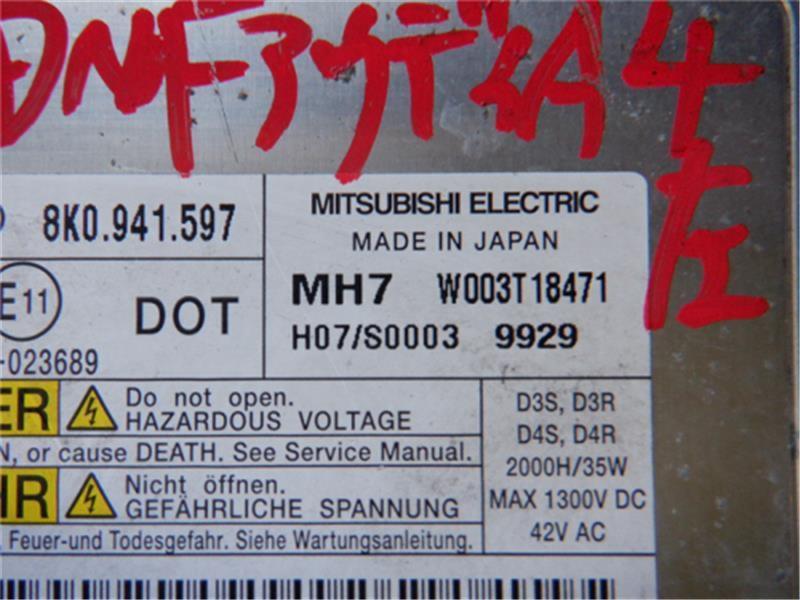 DNFアウディA4
左
8K0.941.597
MITSUBISHI ELECTRIC
MADE IN JAPAN
MH7 W003T18471
H07/S0003 9929
E11
DOT
-023689
ER
Do not open.
HAZARDOUS VOLTAGE
N, or cause DEATH. See Service Manual.
HR
Nicht öffnen.
GEFÄHRLICHE SPANNUNG
. Feuer-und Todesgefahr. Siehe Wartungsanleitung.
D3S, D3R
D4S, D4R
2000H/35W
MAX 1300V DC
42V AC